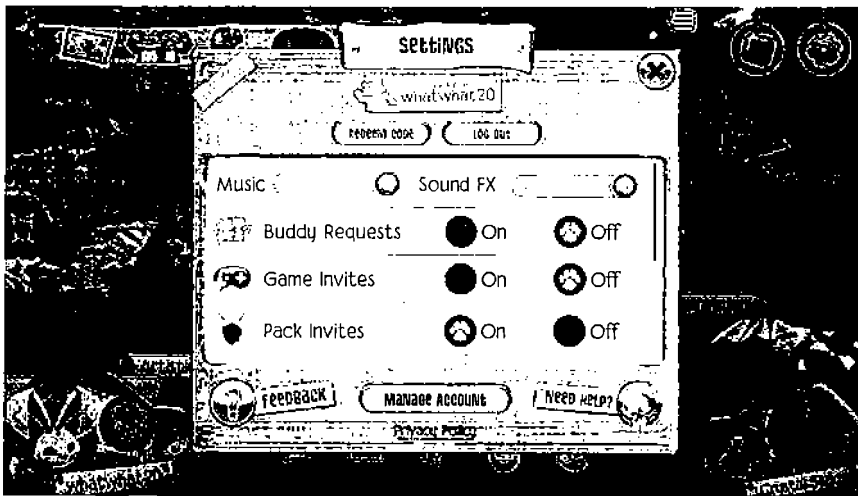 Settings
whatwhat20
Redeem Code Log Out
Music Sound FX
Buddy Requests On Off
Game Invites On Off
Pack Invites On Off
Feedback Manage Account Need Help?
Privacy Policy